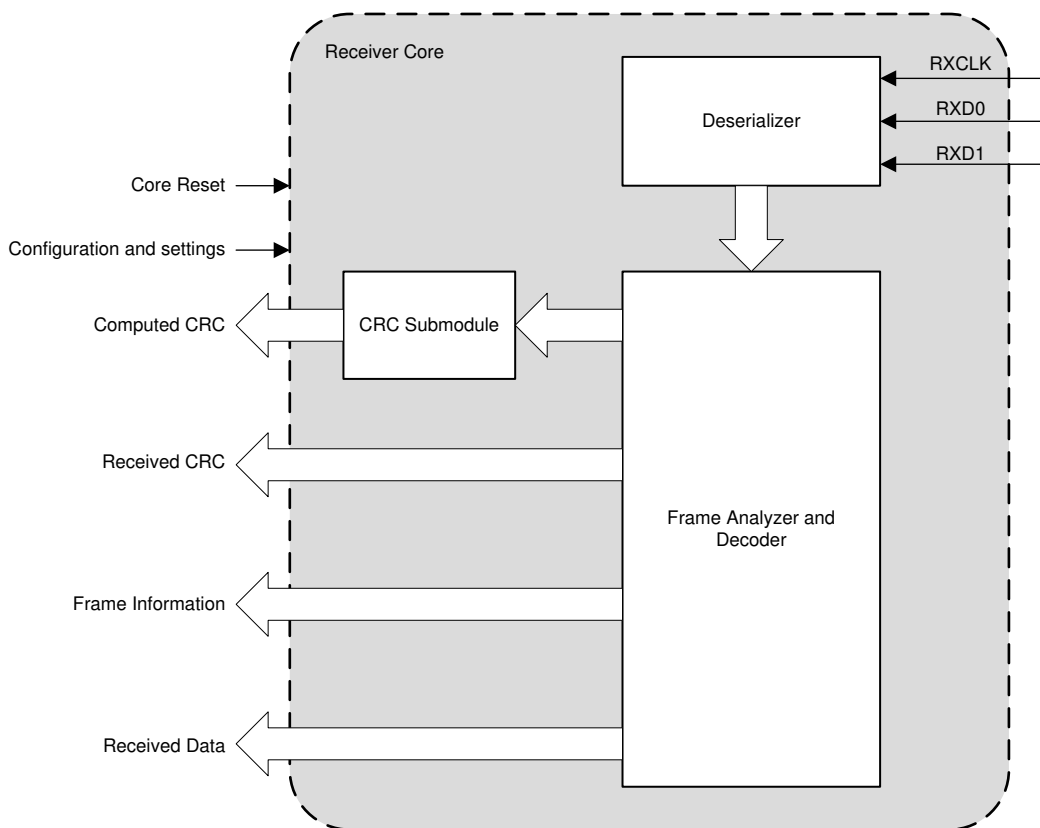 Receiver Core
RXCLK
Deserializer
RXD0
RXD1
Core Reset
Configuration and settings
Computed CRC
CRC Submodule
Received CRC
Frame Analyzer and
Decoder
Frame Information
Received Data